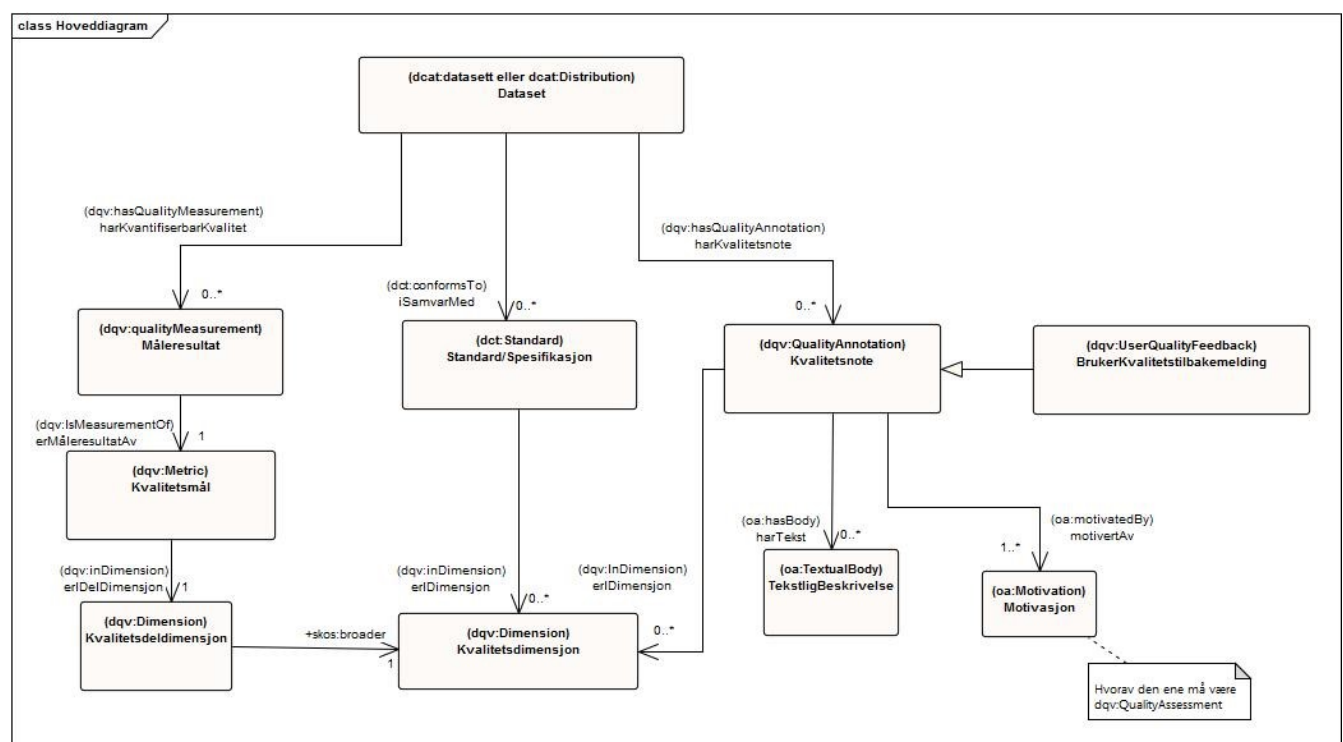 class Hoveddiagram
(dcat:datasett eller dcat:Distribution)
Dataset
(dqv:hasQualityMeasurement)
harKvantifiserbarKvalitet
0..*
(dct:conformsTo)
iSamvarMed
0..*
(dqv:hasQualityAnnotation)
harKvalitetsnote
0..*
(dqv:qualityMeasurement)
Måleresultat
(dct:Standard)
Standard/Spesifikasjon
(dqv:QualityAnnotation)
Kvalitetsnote
(dqv:UserQualityFeedback)
BrukerKvalitetstilbakemelding
(dqv:IsMeasurementOf)
erMåleresultatAv
1
(dqv:Metric)
Kvalitetsmål
(dqv:inDimension)
erIDelDimensjon
1
(dqv:inDimension)
erIDimensjon
0..*
(dqv:InDimension)
erIDimensjon
0..*
(oa:hasBody)
harTekst
0..*
(oa:motivatedBy)
motivertAv
1..*
(oa:TextualBody)
TekstligBeskrivelse
(oa:Motivation)
Motivasjon
(dqv:Dimension)
Kvalitetsdeldimensjon
+skos:broader
1
(dqv:Dimension)
Kvalitetsdimensjon
Hvorav den ene må være
dqv:QualityAssessment